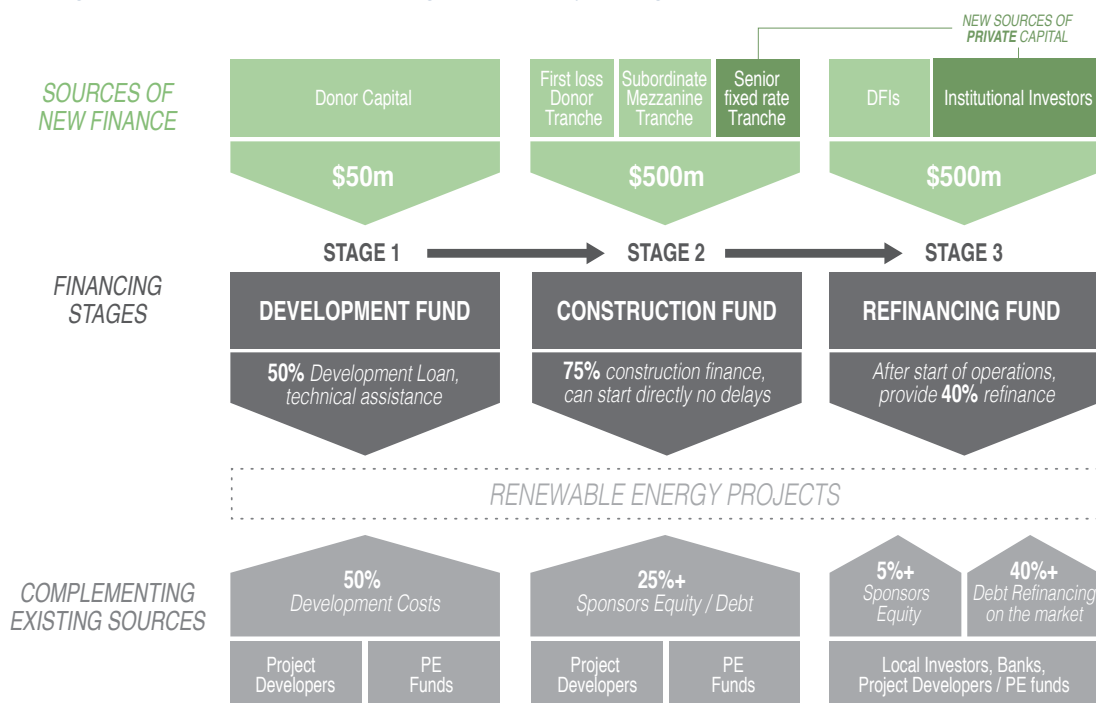 NEW SOURCES OF
PRIVATE CAPITAL
SOURCES OF
NEW FINANCE
Donor Capital
First loss
Donor
Tranche
Subordinate
Mezzanine
Tranche
Senior
fixed rate
Tranche
DFIs
Institutional Investors
$50m
$500m
$500m
STAGE 1
STAGE 2
STAGE 3
FINANCING
STAGES
DEVELOPMENT FUND
CONSTRUCTION FUND
REFINANCING FUND
50% Development Loan,
technical assistance
75% construction finance,
can start directly no delays
After start of operations,
provide 40% refinance
RENEWABLE ENERGY PROJECTS
COMPLEMENTING
EXISTING SOURCES
50%
Development Costs
25%+
Sponsors Equity / Debt
5%+
Sponsors
Equity
40%+
Debt Refinancing
on the market
Project
Developers
PE
Funds
Project
Developers
PE
Funds
Local Investors, Banks,
Project Developers / PE funds